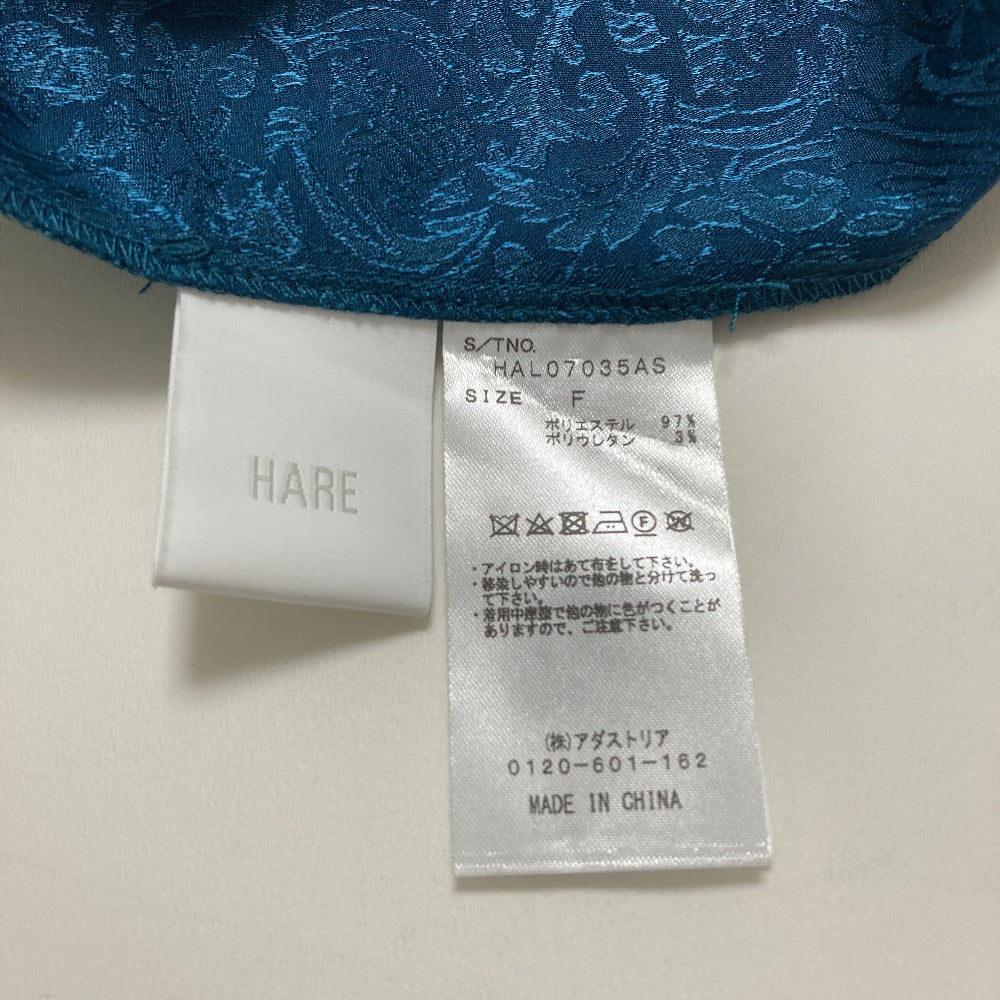 HARE
S/TNO.
HAL07035AS
SIZE F
ポリエステル 97%
ポリウレタン 3%
・アイロン時はあて布をして下さい。
・移染しやすいので他の物と分けて洗っ
て下さい。
・着用中摩擦で他の物に色がつくことが
ありますので、ご注意下さい。
(株)アダストリア
0120-601-162
MADE IN CHINA